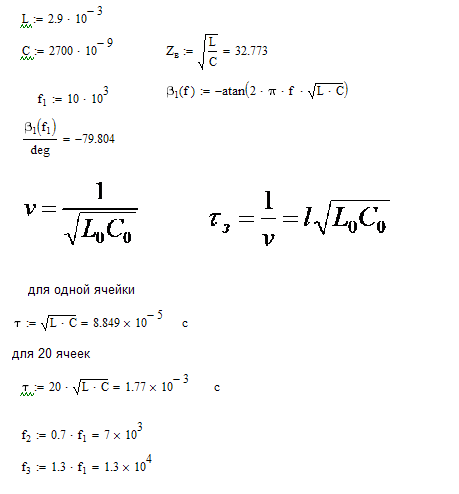 L := 2.9 · 10^-3
C := 2700 · 10^-9    Z_в := √(L/C) = 32.773
f₁ := 10 · 10^3    β₁(f) := −atan(2 · π · f · √(L · C))
β₁(f₁)/deg = −79.804
v = 1/√(L₀C₀)    τ_з = 1/v = l√(L₀C₀)
для одной ячейки
τ := √(L · C) = 8.849 × 10^-5    с
для 20 ячеек
τ := 20 · √(L · C) = 1.77 × 10^-3    с
f₂ := 0.7 · f₁ = 7 × 10^3
f₃ := 1.3 · f₁ = 1.3 × 10^4